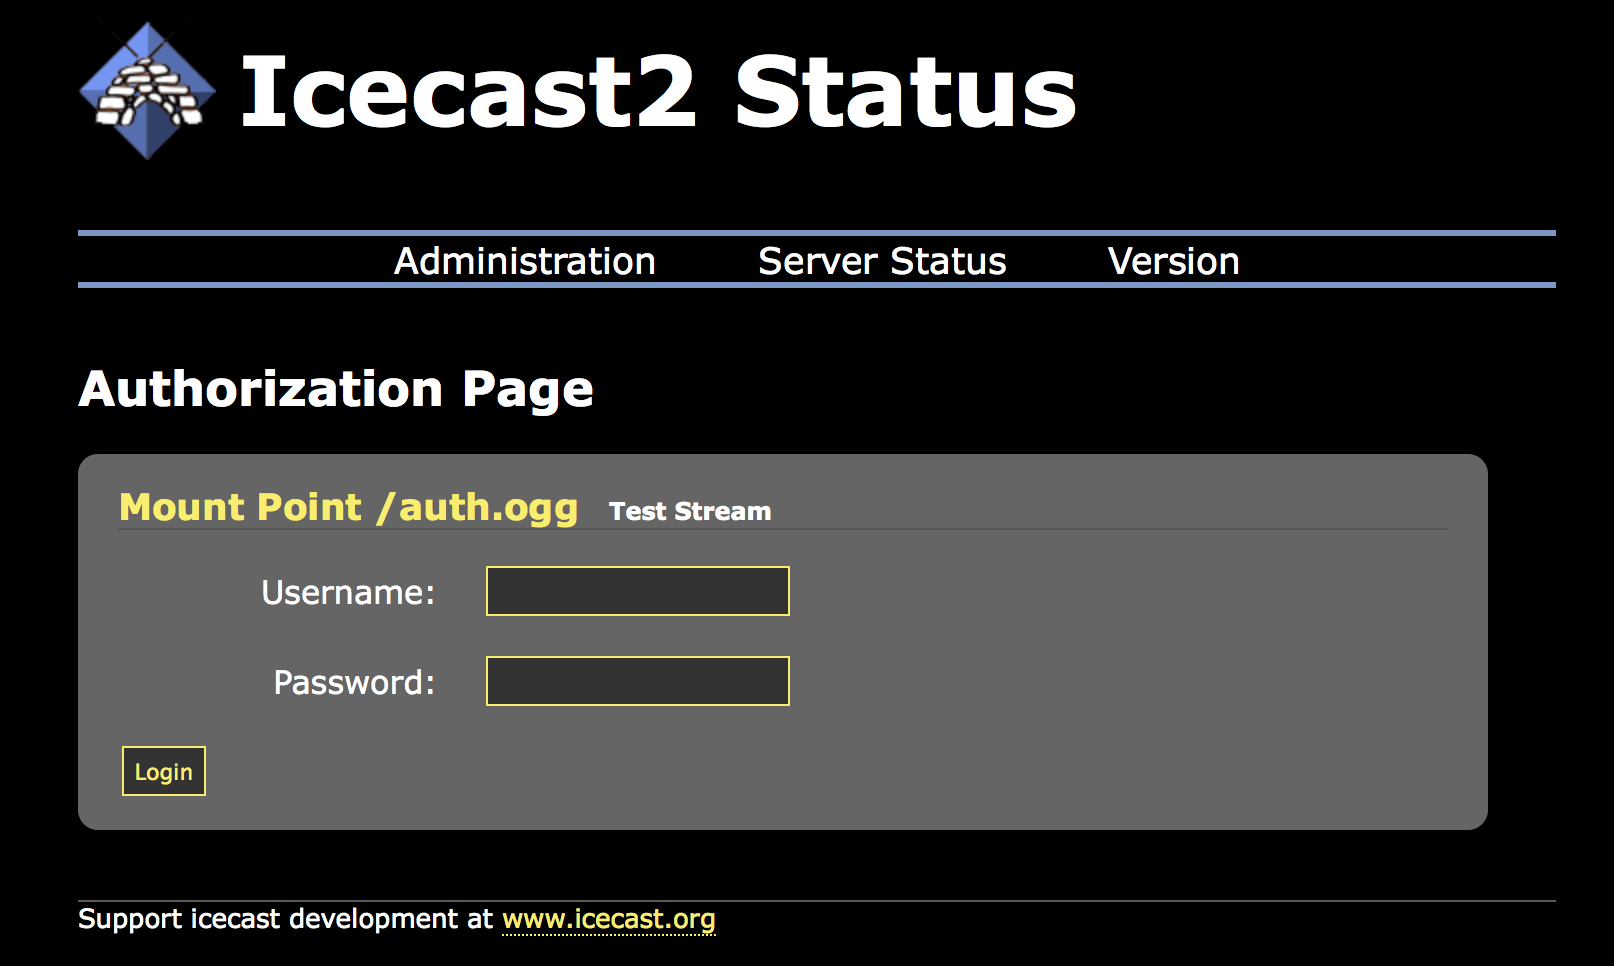 Icecast2 Status
Administration Server Status Version
Authorization Page
Mount Point /auth.ogg Test Stream
Username:
Password:
Login
Support icecast development at www.icecast.org